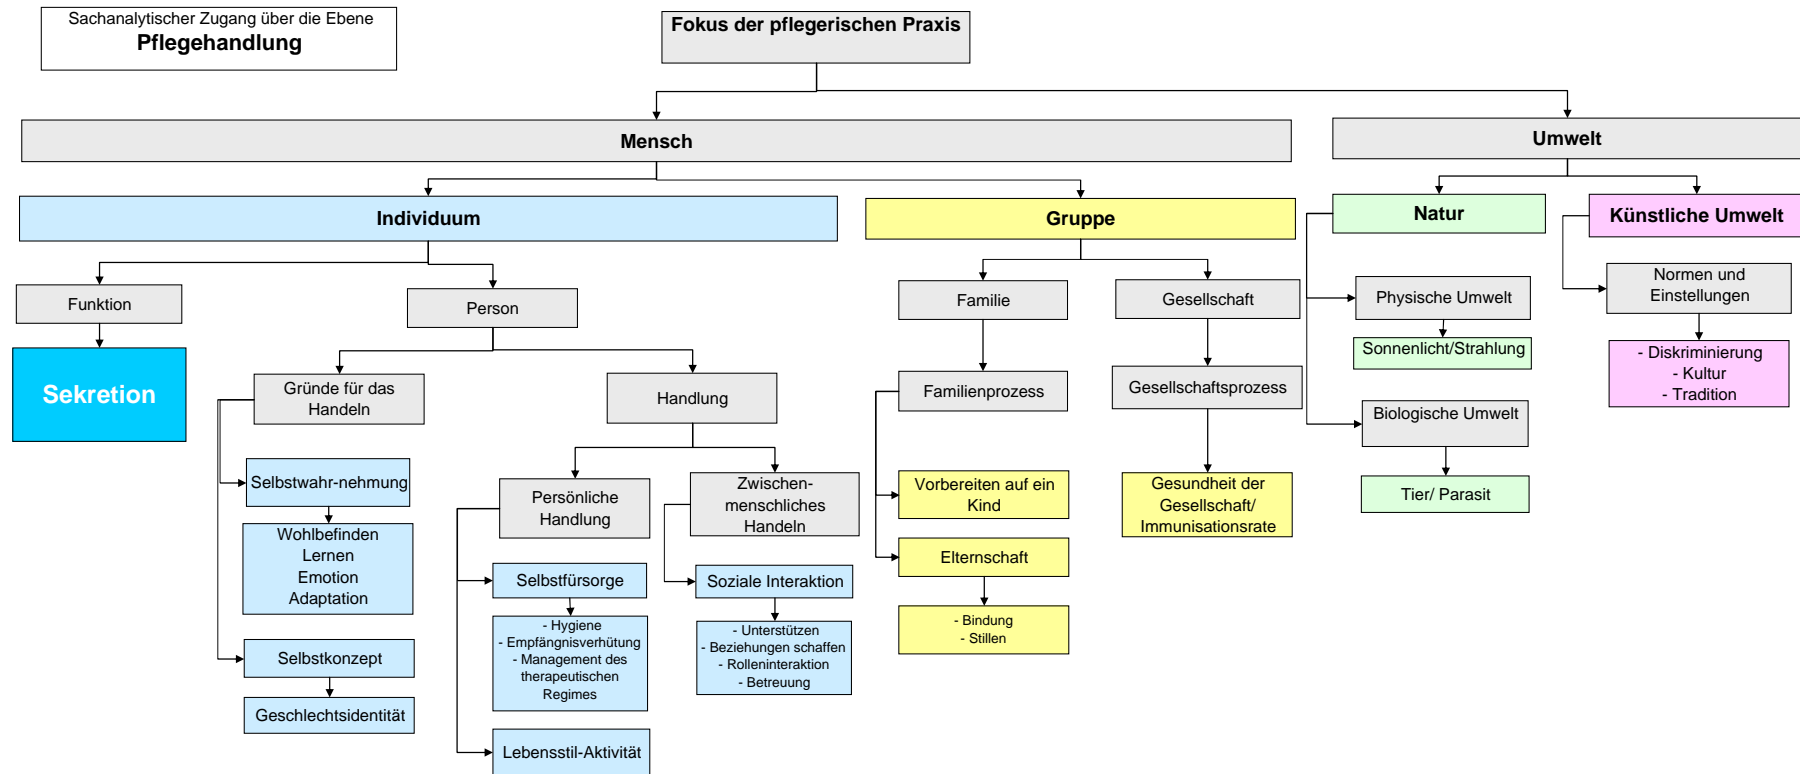 Sachanalytischer Zugang über die Ebene
Pflegehandlung
Fokus der pflegerischen Praxis
Mensch
Umwelt
Individuum
Gruppe
Natur
Künstliche Umwelt
Funktion
Person
Familie
Gesellschaft
Physische Umwelt
Normen und
Einstellungen
Sekretion
Gründe für das
Handeln
Handlung
Familienprozess
Gesellschaftsprozess
Sonnenlicht/Strahlung
- Diskriminierung
- Kultur
- Tradition
Biologische Umwelt
Selbstwahr-nehmung
Persönliche
Handlung
Zwischen-
menschliches
Handeln
Vorbereiten auf ein
Kind
Gesundheit der
Gesellschaft/
Immunisationsrate
Tier/ Parasit
Wohlbefinden
Lernen
Emotion
Adaptation
Selbstfürsorge
Soziale Interaktion
Elternschaft
- Hygiene
- Empfängnisverhütung
- Management des
therapeutischen
Regimes
- Unterstützen
- Beziehungen schaffen
- Rolleninteraktion
- Betreuung
- Bindung
- Stillen
Selbstkonzept
Geschlechtsidentität
Lebensstil-Aktivität